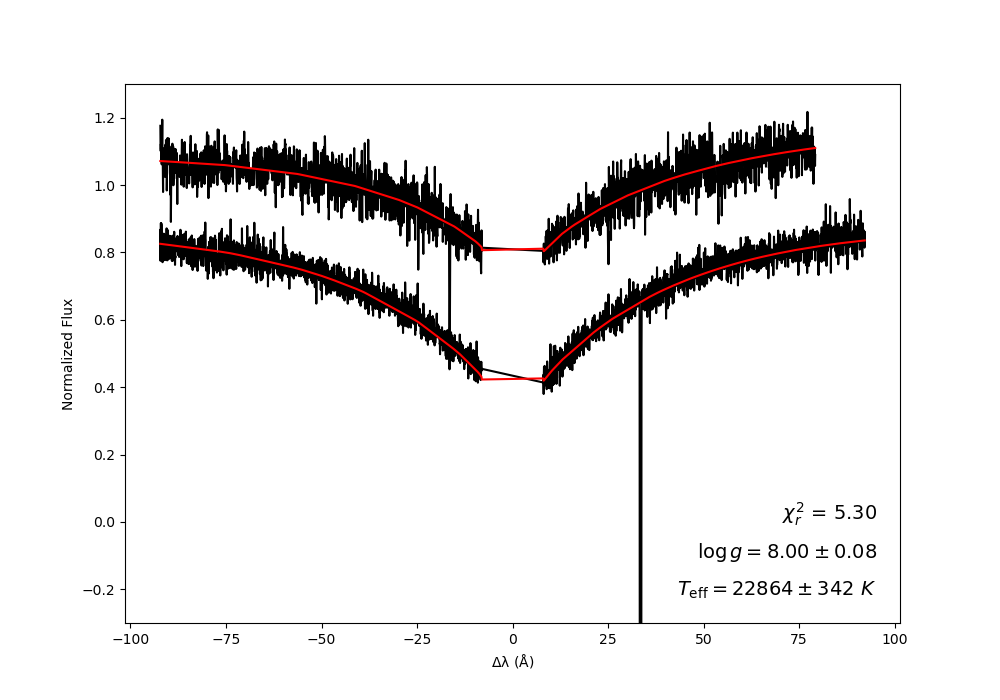 1.2
1.0
0.8
0.6
0.4
0.2
0.0
−0.2
Normalized Flux
χ²ᵣ = 5.30
log g = 8.00 ± 0.08
T_eff = 22864 ± 342 K
−100 −75 −50 −25 0 25 50 75 100
Δλ (Å)